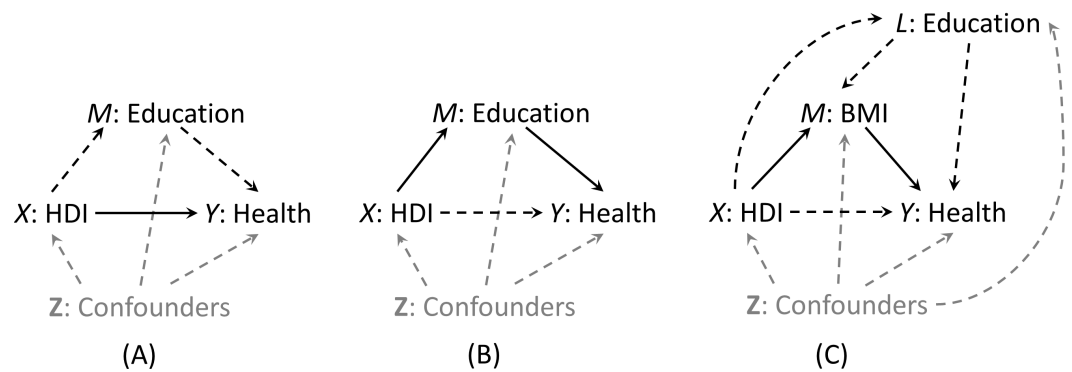 L: Education
M: Education
M: Education
M: BMI
X: HDI
Y: Health
X: HDI
Y: Health
X: HDI
Y: Health
Z: Confounders
Z: Confounders
Z: Confounders
(A)
(B)
(C)